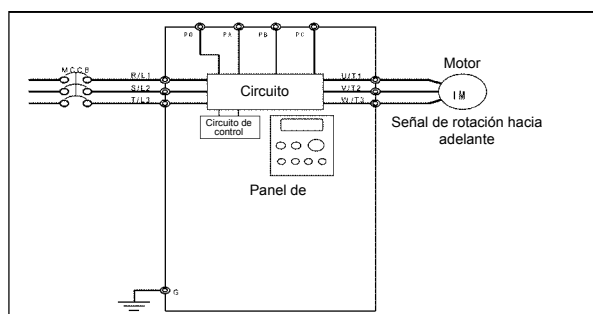 P0 PA PB PC
MCCB
R/L1
S/L2
T/L3
U/T1
V/T2
W/T3
Circuito
Circuito de
control
Panel de
Motor
IM
Señal de rotación hacia
adelante
G